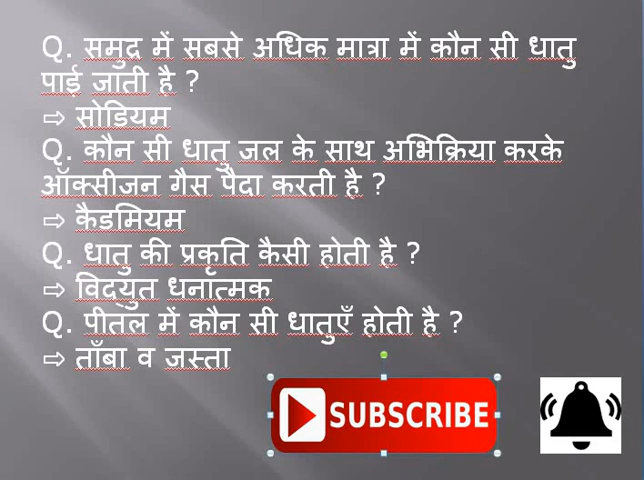 Q. समुद्र में सबसे अधिक मात्रा में कौन सी धातु
पाई जाती है ?
⇨ सोडियम
Q. कौन सी धातु जल के साथ अभिक्रिया करके
ऑक्सीजन गैस पैदा करती है ?
⇨ कैडमियम
Q. धातु की प्रकृति कैसी होती है ?
⇨ विद्युत धनात्मक
Q. पीतल में कौन सी धातुएँ होती है ?
⇨ ताँबा व जस्ता
SUBSCRIBE